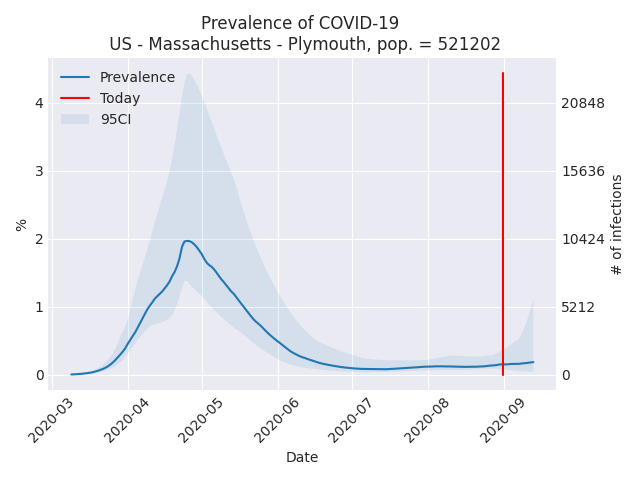 Prevalence of COVID-19
US - Massachusetts - Plymouth, pop. = 521202
Prevalence
Today
95CI
4
3
2
1
0
%
20848
15636
10424
5212
0
# of infections
2020-03
2020-04
2020-05
2020-06
2020-07
2020-08
2020-09
Date